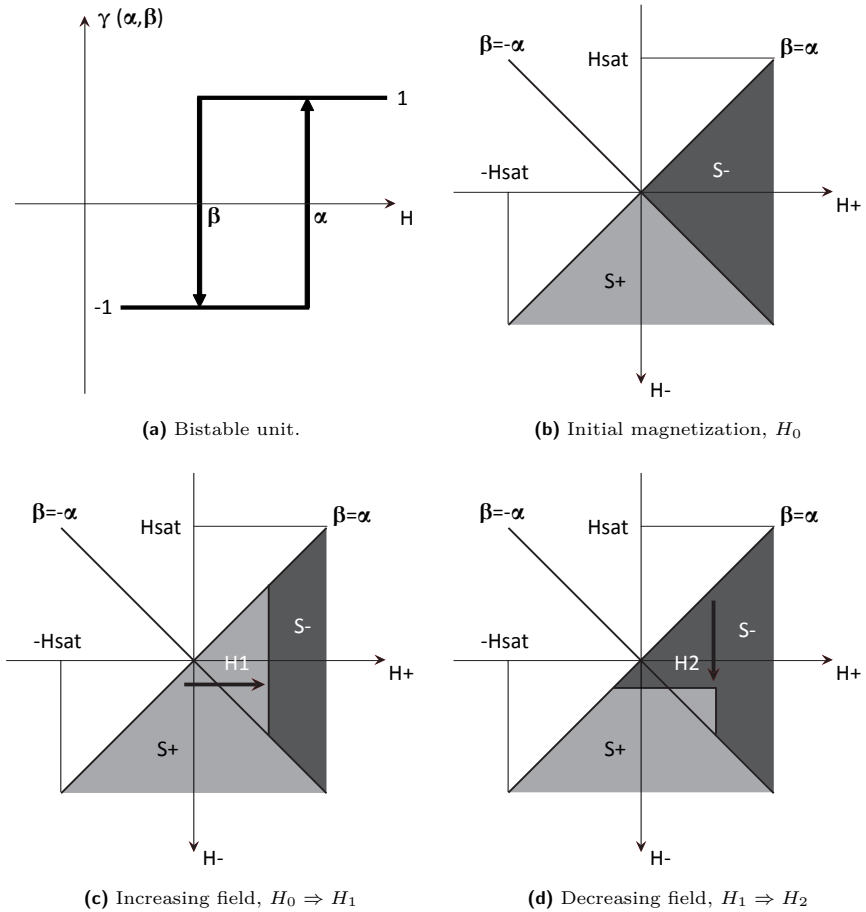 γ (α,β)
1
β
α
H
-1
(a) Bistable unit.
β=-α
Hsat
β=α
-Hsat
S-
H+
S+
H-
(b) Initial magnetization, H₀
β=-α
Hsat
β=α
-Hsat
S-
H1
H+
S+
H-
(c) Increasing field, H₀ ⇒ H₁
β=-α
Hsat
β=α
-Hsat
S-
H2
H+
S+
H-
(d) Decreasing field, H₁ ⇒ H₂